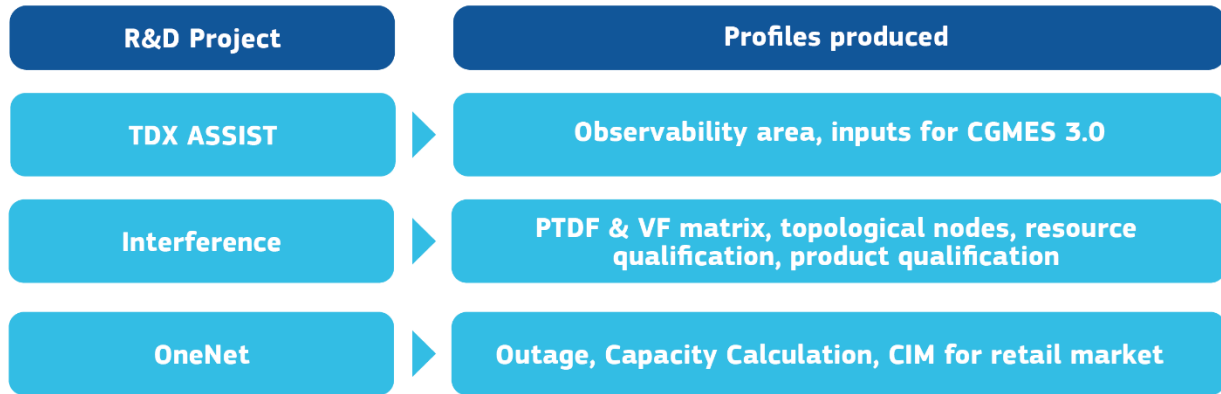 R&D Project
Profiles produced
TDX ASSIST
Observability area, inputs for CGMES 3.0
Interference
PTDF & VF matrix, topological nodes, resource
qualification, product qualification
OneNet
Outage, Capacity Calculation, CIM for retail market